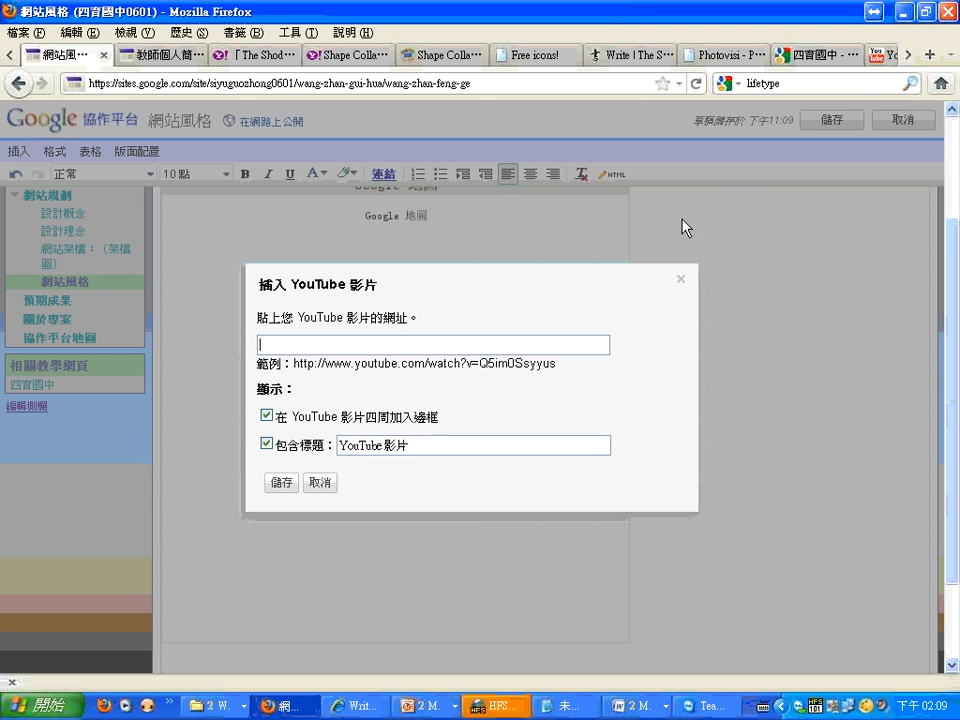 網站風格 (四育國中0601) - Mozilla Firefox
檔案(F) 編輯(E) 檢視(V) 歷史(S) 書籤(B) 工具(T) 說明(H)
網站風⋯ 教師個人簡⋯ 「The Shod⋯ Shape Colla⋯ Shape Colla⋯ Free icons! Write | The S⋯ Photovisi - P⋯ 四育國中 - ⋯
https://sites.google.com/site/siyuguozhong0601/wang-zhan-gui-hua/wang-zhan-feng-ge
lifetype
Google 協作平台 網站風格 在網路上公開 草稿儲存於 下午11:09 儲存 取消
插入 格式 表格 版面配置
正常 10 點 B I U A 連結 HTML
網站規劃
設計概念
設計理念
網站架構：（架構
圖）
網站風格
預期成果
關於專案
協作平台地圖
相關教學網頁
四育國中
編輯側欄
Google 地圖
Google 地圖
插入 YouTube 影片
貼上您 YouTube 影片的網址。
範例：http://www.youtube.com/watch?v=Q5im0Ssyyus
顯示：
在 YouTube 影片四周加入邊框
包含標題： YouTube 影片
儲存 取消
開始 2 W. 網... Writ... 2 M. HFS... 未... 2 M. Tea... 下午 02:09